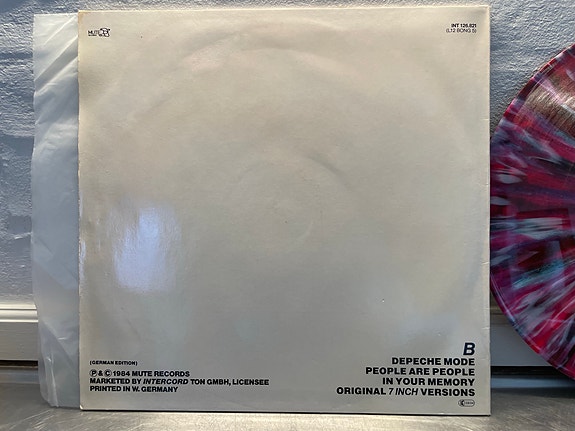 MUTE
INT 126.821
(L12 BONG 5)
(GERMAN EDITION)
Ⓟ & © 1984 MUTE RECORDS
MARKETED BY INTERCORD TON GMBH, LICENSEE
PRINTED IN W. GERMANY
B
DEPECHE MODE
PEOPLE ARE PEOPLE
IN YOUR MEMORY
ORIGINAL 7 INCH VERSIONS